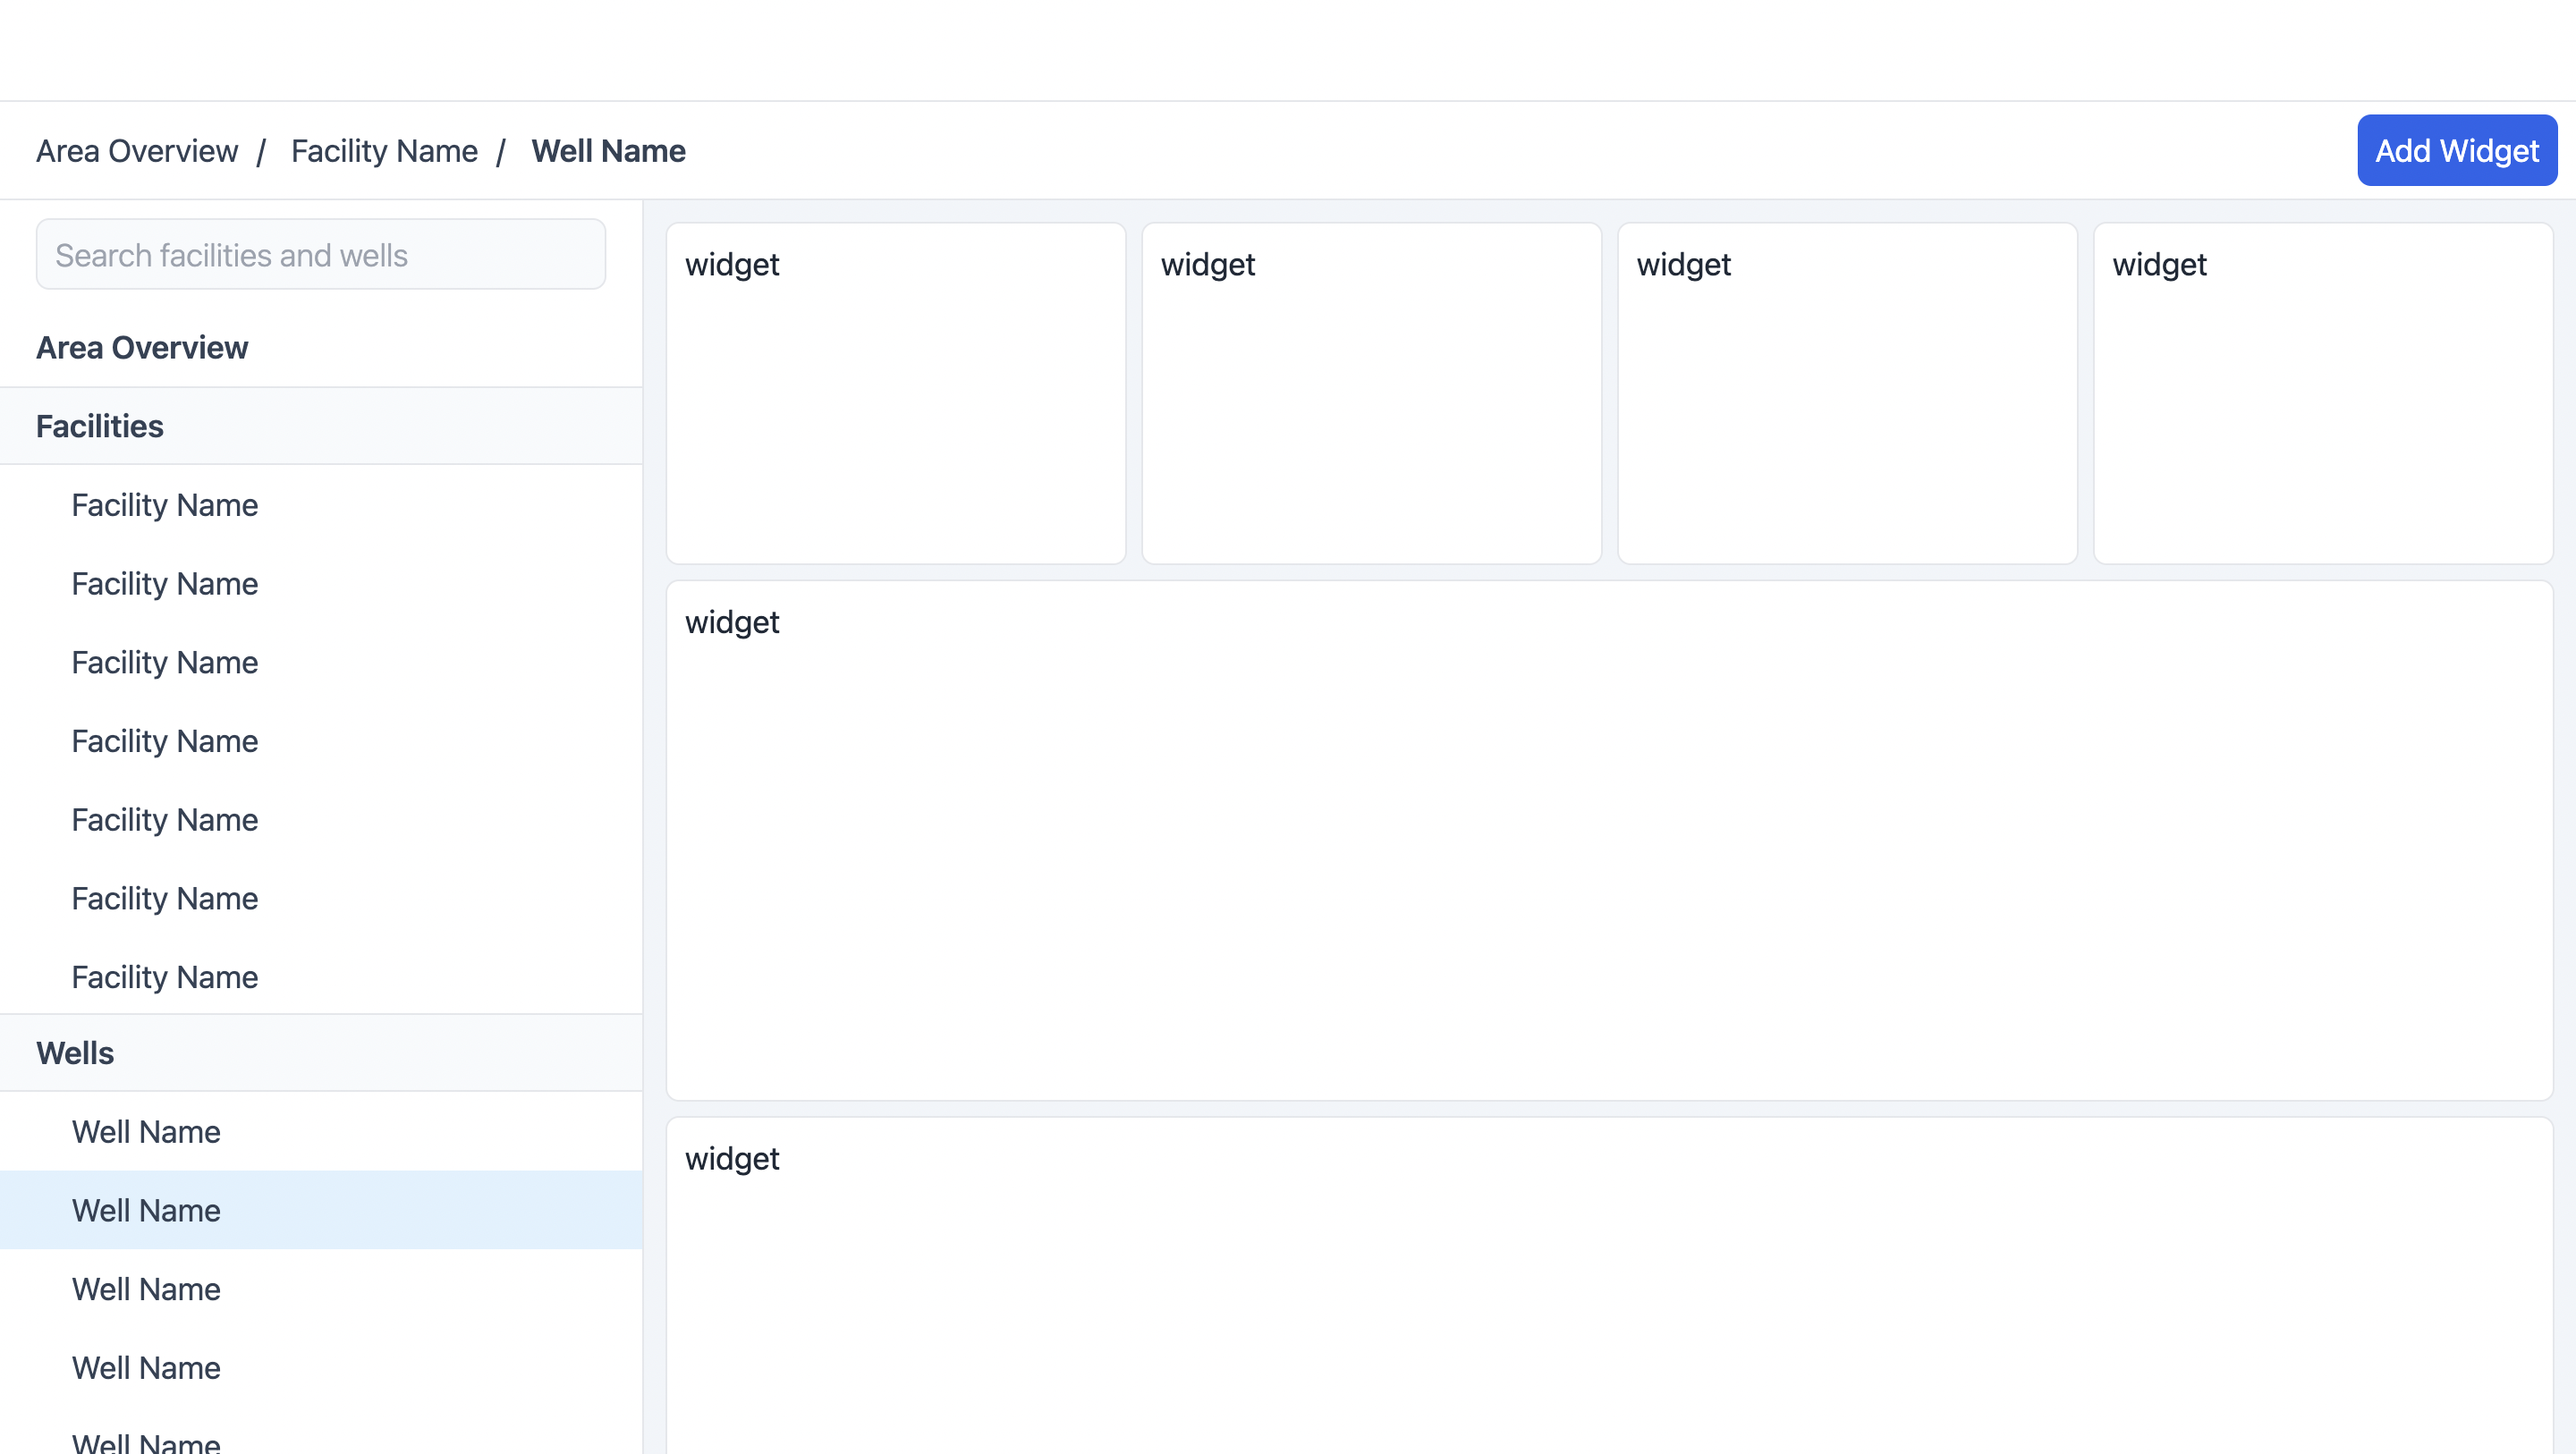 Area Overview / Facility Name / Well Name
Add Widget
Search facilities and wells
Area Overview
Facilities
Facility Name
Facility Name
Facility Name
Facility Name
Facility Name
Facility Name
Facility Name
Wells
Well Name
Well Name
Well Name
Well Name
Well Name
widget
widget
widget
widget
widget
widget